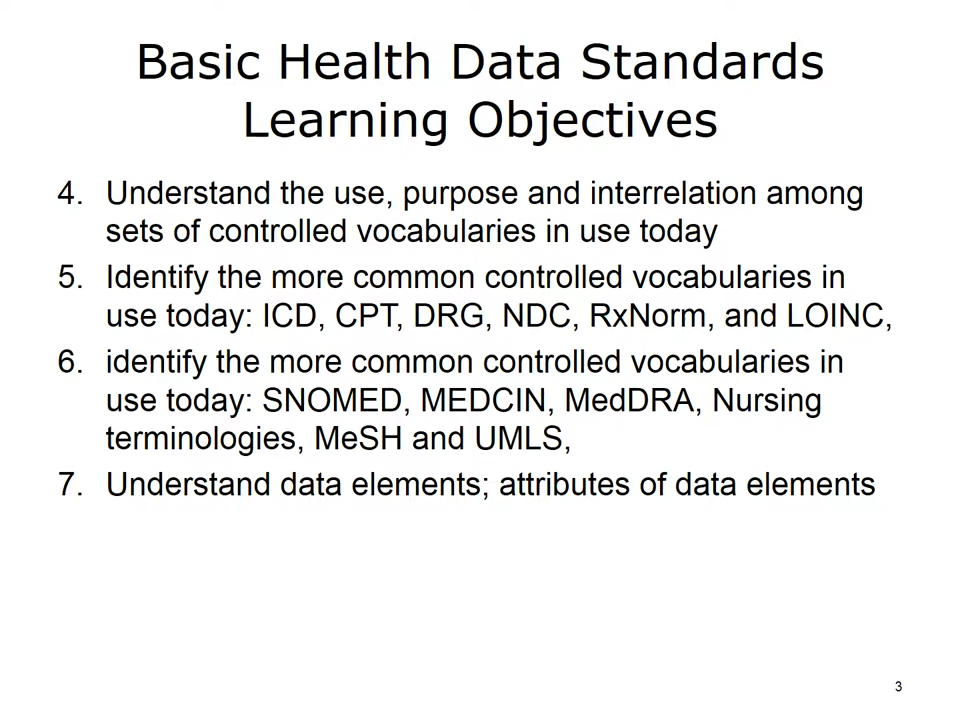 Basic Health Data Standards
Learning Objectives
4. Understand the use, purpose and interrelation among
sets of controlled vocabularies in use today
5. Identify the more common controlled vocabularies in
use today: ICD, CPT, DRG, NDC, RxNorm, and LOINC,
6. identify the more common controlled vocabularies in
use today: SNOMED, MEDCIN, MedDRA, Nursing
terminologies, MeSH and UMLS,
7. Understand data elements; attributes of data elements
3